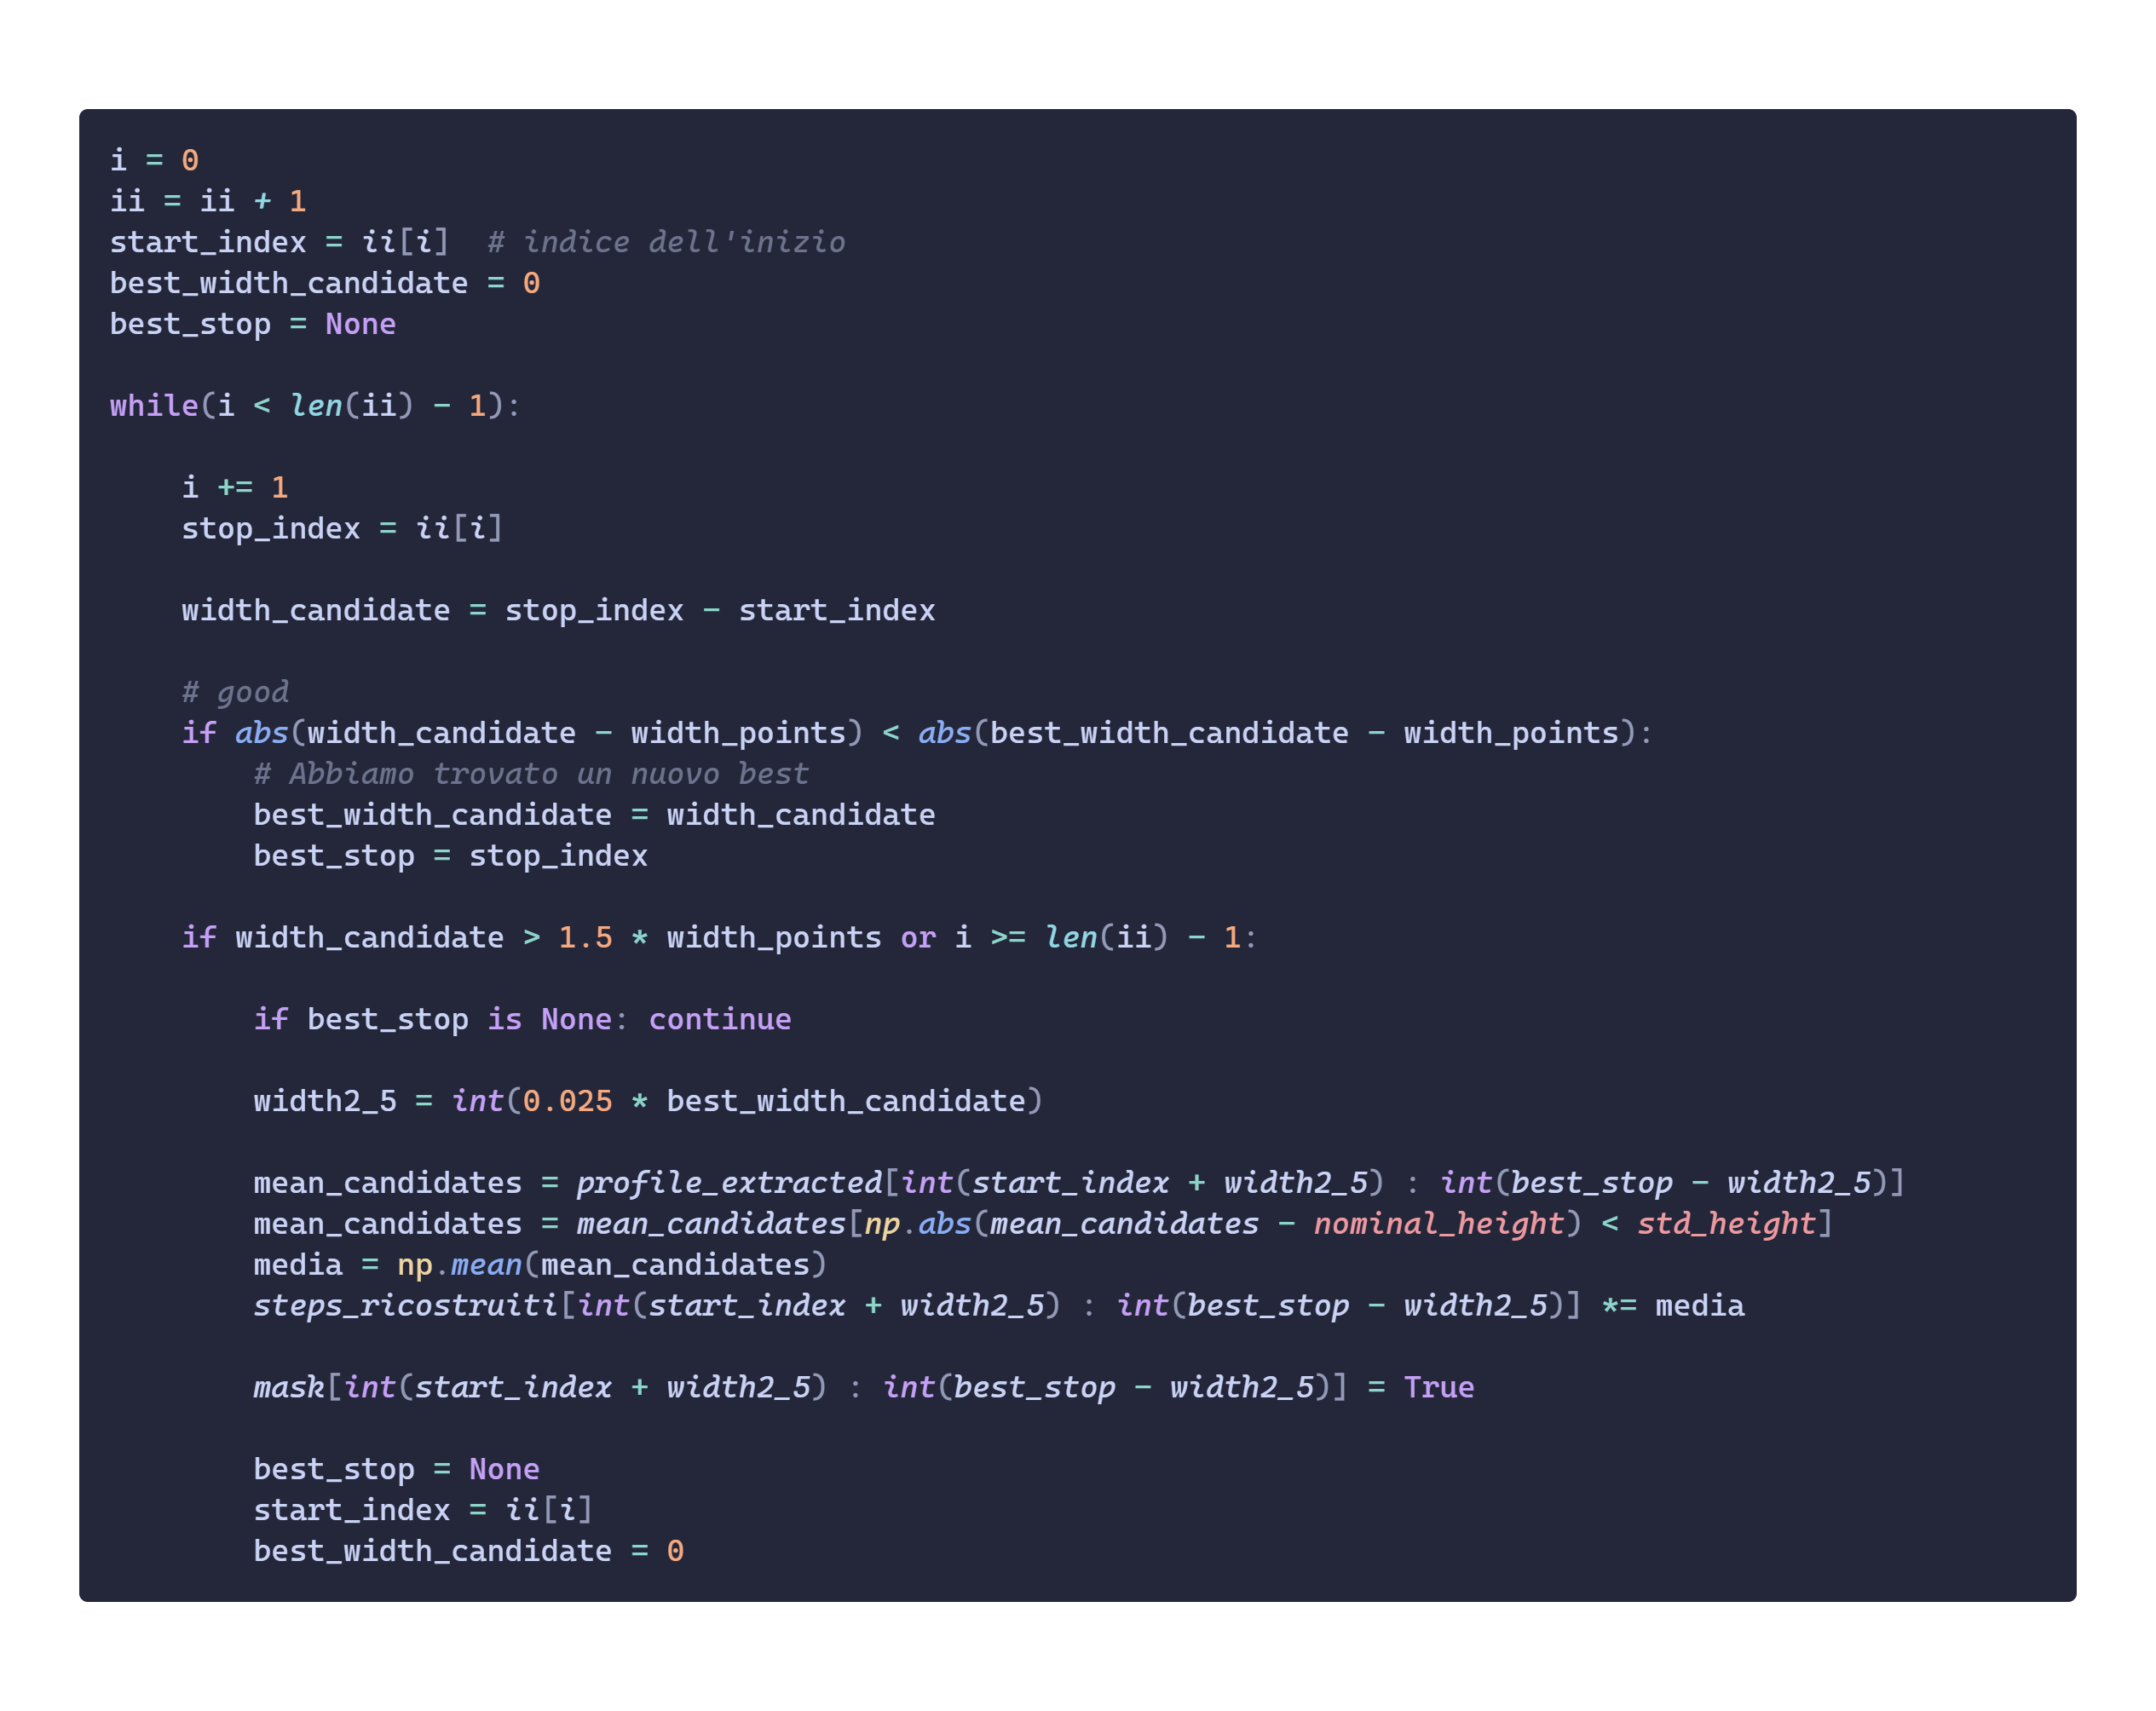 i = 0
ii = ii + 1
start_index = ii[i]  # indice dell'inizio
best_width_candidate = 0
best_stop = None

while(i < len(ii) - 1):

    i += 1
    stop_index = ii[i]

    width_candidate = stop_index - start_index

    # good
    if abs(width_candidate - width_points) < abs(best_width_candidate - width_points):
        # Abbiamo trovato un nuovo best
        best_width_candidate = width_candidate
        best_stop = stop_index

    if width_candidate > 1.5 * width_points or i >= len(ii) - 1:

        if best_stop is None: continue

        width2_5 = int(0.025 * best_width_candidate)

        mean_candidates = profile_extracted[int(start_index + width2_5) : int(best_stop - width2_5)]
        mean_candidates = mean_candidates[np.abs(mean_candidates - nominal_height) < std_height]
        media = np.mean(mean_candidates)
        steps_ricostruiti[int(start_index + width2_5) : int(best_stop - width2_5)] *= media

        mask[int(start_index + width2_5) : int(best_stop - width2_5)] = True

        best_stop = None
        start_index = ii[i]
        best_width_candidate = 0